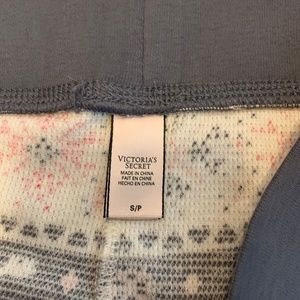 VICTORIA'S
SECRET
MADE IN CHINA
FAIT EN CHINE
HECHO EN CHINA
S/P